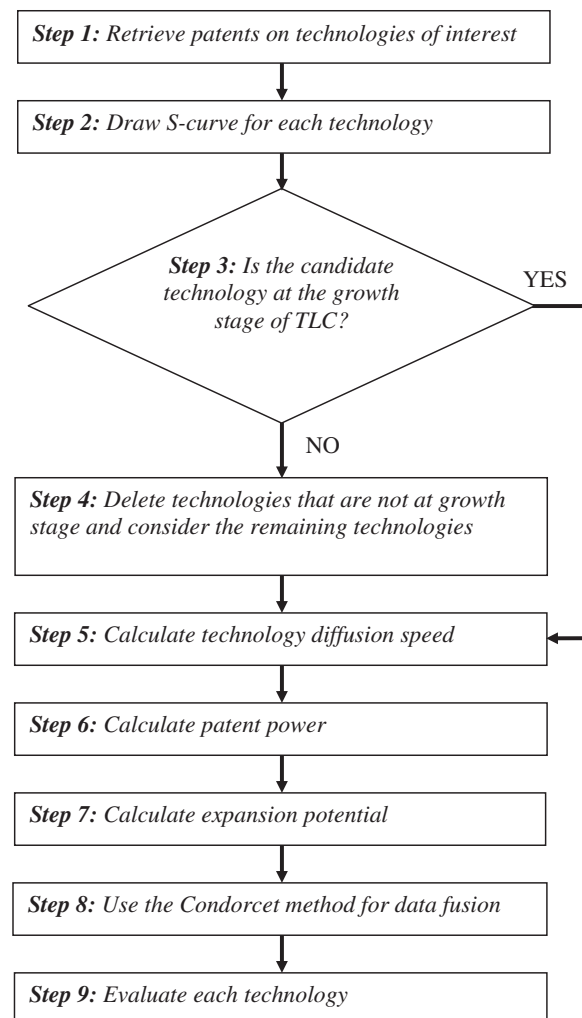 Step 1: Retrieve patents on technologies of interest
Step 2: Draw S-curve for each technology
Step 3: Is the candidate
technology at the growth
stage of TLC?
YES
NO
Step 4: Delete technologies that are not at growth
stage and consider the remaining technologies
Step 5: Calculate technology diffusion speed
Step 6: Calculate patent power
Step 7: Calculate expansion potential
Step 8: Use the Condorcet method for data fusion
Step 9: Evaluate each technology